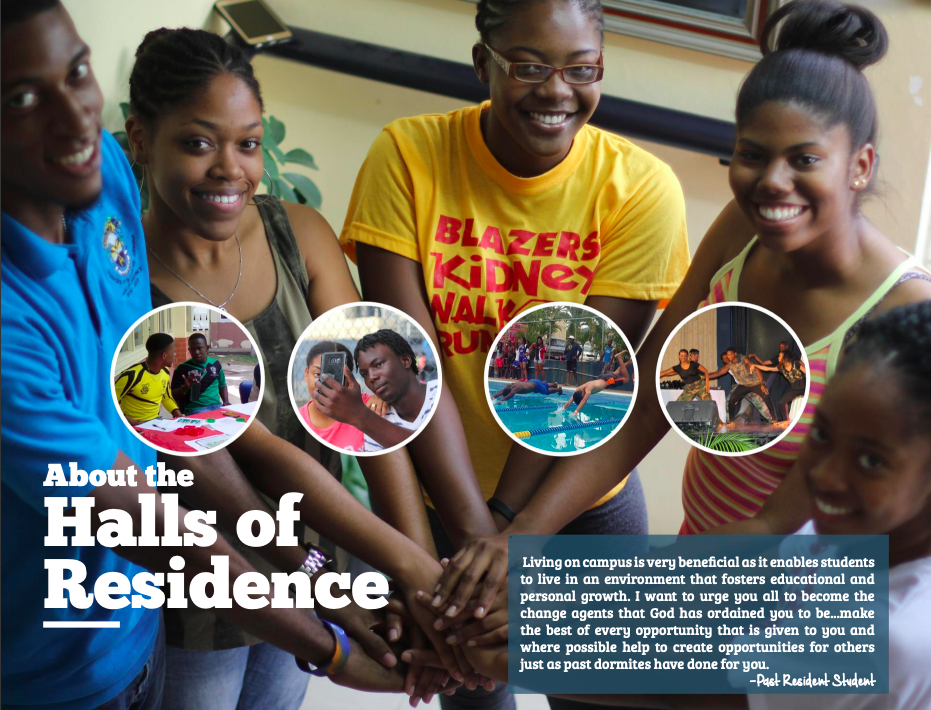 BLAZERS
KiDNEY
WALK
RUN
About the
Halls of
Residence
Living on campus is very beneficial as it enables students
to live in an environment that fosters educational and
personal growth. I want to urge you all to become the
change agents that God has ordained you to be...make
the best of every opportunity that is given to you and
where possible help to create opportunities for others
just as past dormites have done for you.
-Past Resident Student